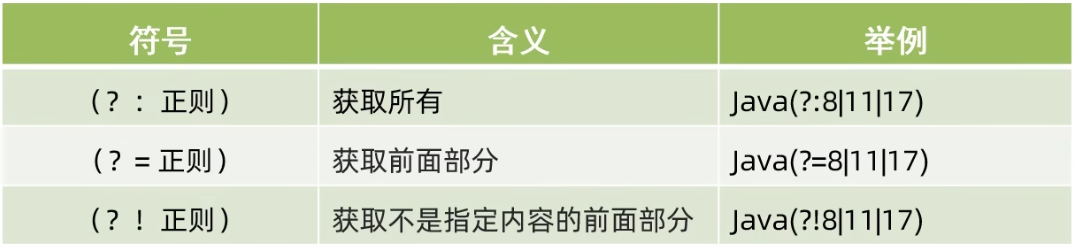 符号 含义 举例
（？：正则） 获取所有 Java(?:8|11|17)
（？= 正则） 获取前面部分 Java(?=8|11|17)
（？！正则） 获取不是指定内容的前面部分 Java(?!8|11|17)